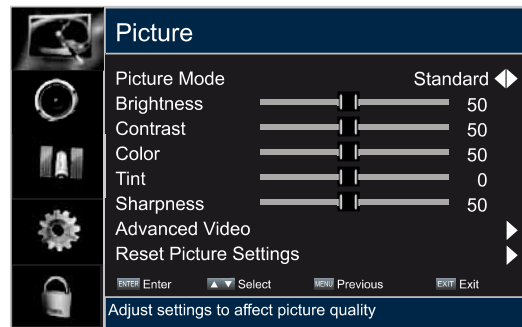 Picture
Picture Mode Standard
Brightness 50
Contrast 50
Color 50
Tint 0
Sharpness 50
Advanced Video
Reset Picture Settings
ENTER Enter Select MENU Previous EXIT Exit
Adjust settings to affect picture quality